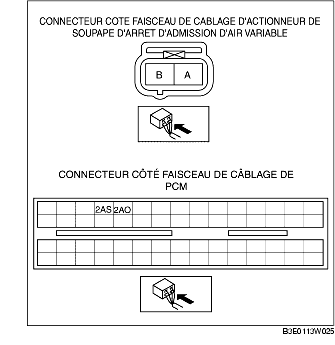 CONNECTEUR COTE FAISCEAU DE CABLAGE D'ACTIONNEUR DE
SOUPAPE D'ARRET D'ADMISSION D'AIR VARIABLE
B A
CONNECTEUR CÔTÉ FAISCEAU DE CÂBLAGE DE
PCM
2AS 2AO
B3E0113W025